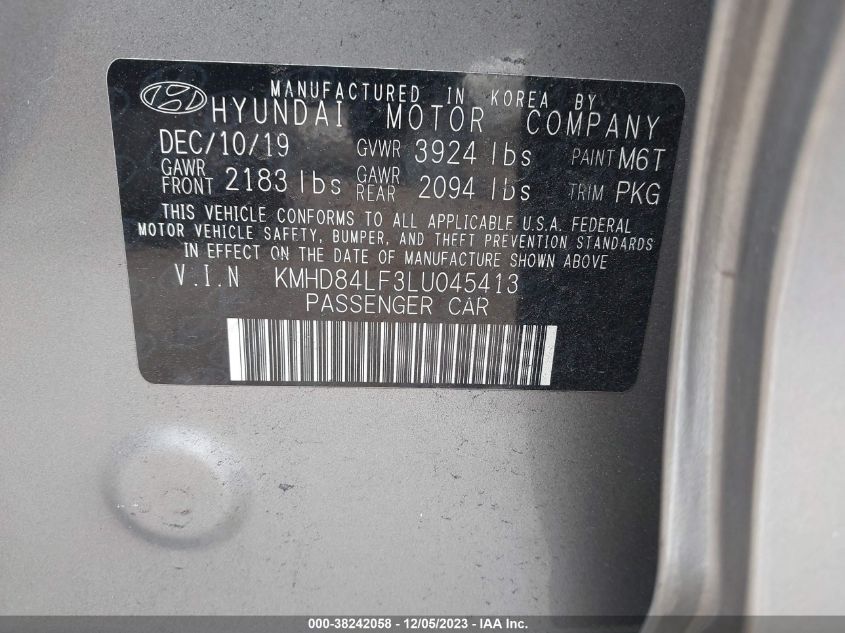 MANUFACTURED IN KOREA BY
HYUNDAI MOTOR COMPANY
DEC/10/19 GVWR 3924 lbs PAINT M6T
GAWR FRONT 2183 lbs GAWR REAR 2094 lbs TRIM PKG
THIS VEHICLE CONFORMS TO ALL APPLICABLE U.S.A. FEDERAL
MOTOR VEHICLE SAFETY, BUMPER, AND THEFT PREVENTION STANDARDS
IN EFFECT ON THE DATE OF MANUFACTURE SHOWN ABOVE
V.I.N KMHD84LF3LU045413
PASSENGER CAR
000-38242058 - 12/05/2023 - IAA Inc.